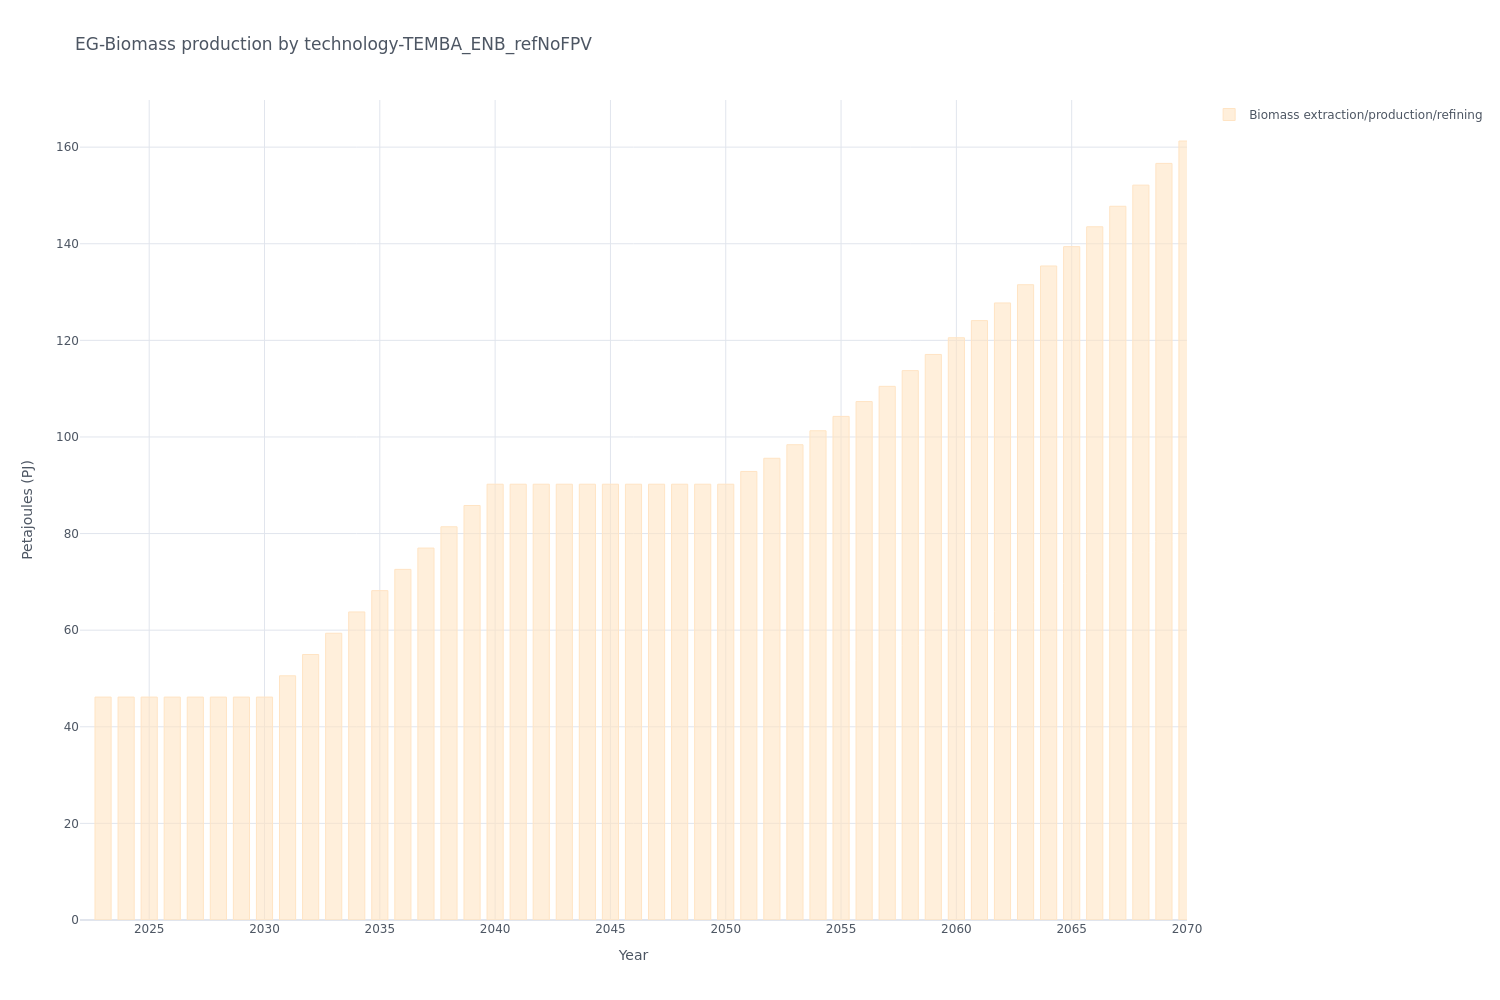 EG-Biomass production by technology-TEMBA_ENB_refNoFPV
Biomass extraction/production/refining
160
140
120
100
80
60
40
20
0
Petajoules (PJ)
2025 2030 2035 2040 2045 2050 2055 2060 2065 2070
Year